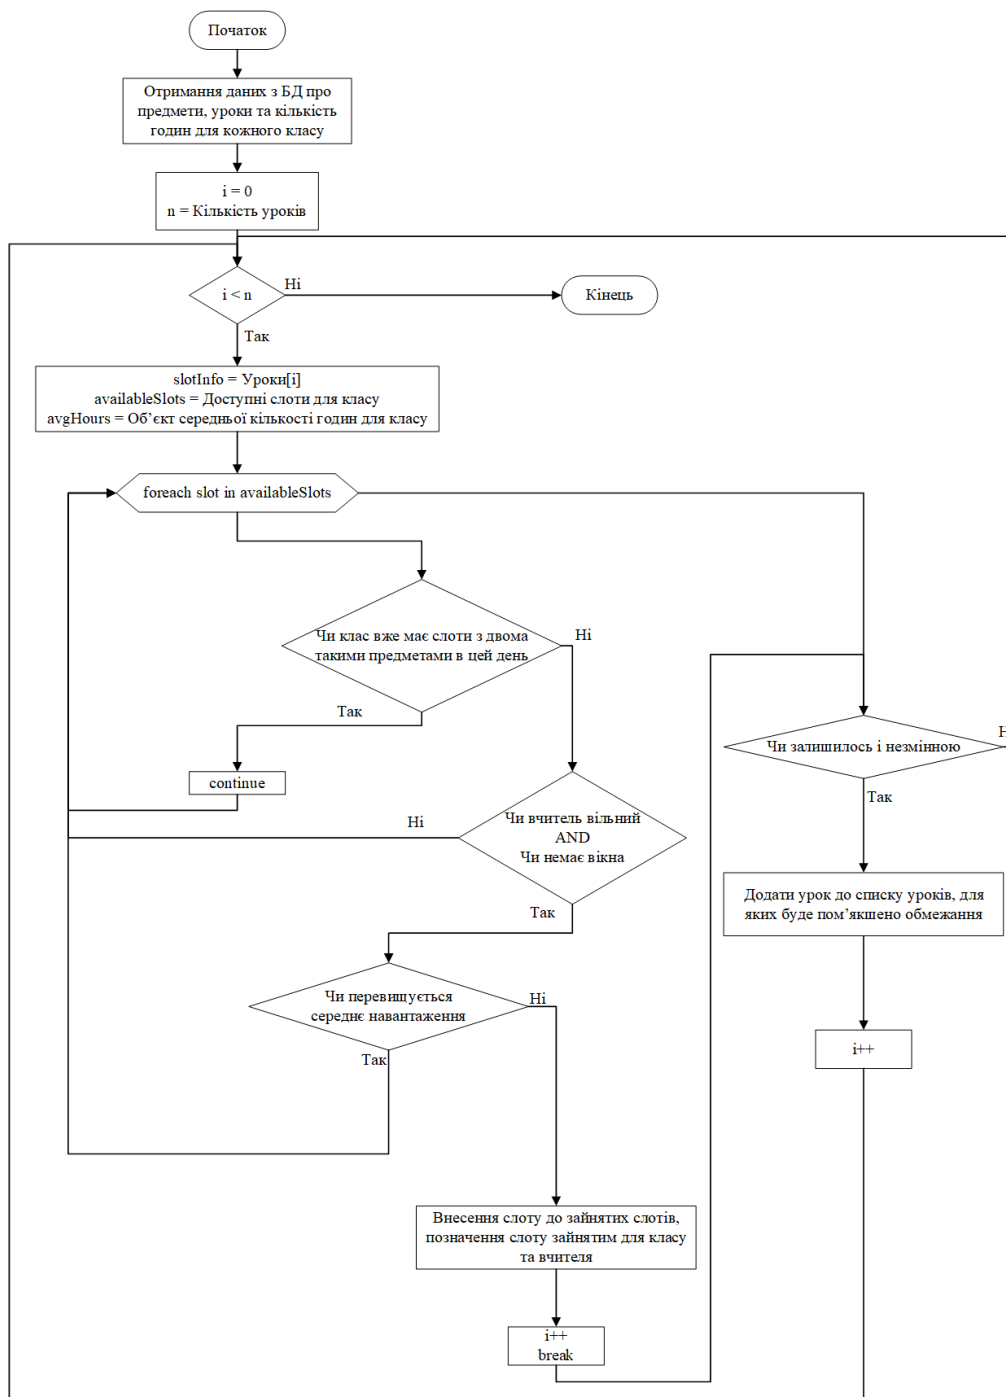 Початок
Отримання даних з БД про
предмети, уроки та кількість
годин для кожного класу
i = 0
n = Кількість уроків
i < n
Ні
Кінець
Так
slotInfo = Уроки[i]
availableSlots = Доступні слоти для класу
avgHours = Об’єкт середньої кількості годин для класу
foreach slot in availableSlots
Чи клас вже має слоти з двома
такими предметами в цей день
Ні
Так
continue
Чи вчитель вільний
AND
Чи немає вікна
Ні
Так
Чи перевищується
середнє навантаження
Ні
Так
Внесення слоту до зайнятих слотів,
позначення слоту зайнятим для класу
та вчителя
i++
break
Чи залишилось i незмінною
Так
Додати урок до списку уроків, для
яких буде пом’якшено обмежання
i++